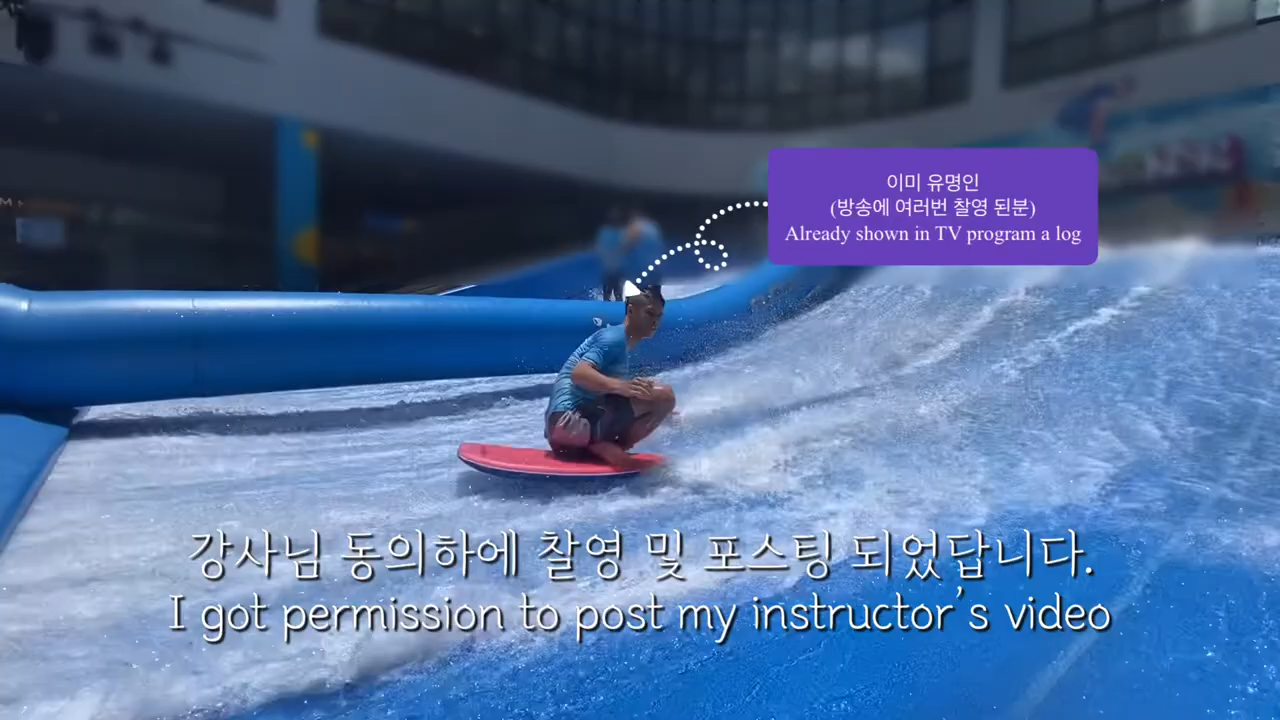 이미 유명인
(방송에 여러번 촬영 된분)
Already shown in TV program a log
강사님 동의하에 촬영 및 포스팅 되었답니다.
I got permission to post my instructor's video